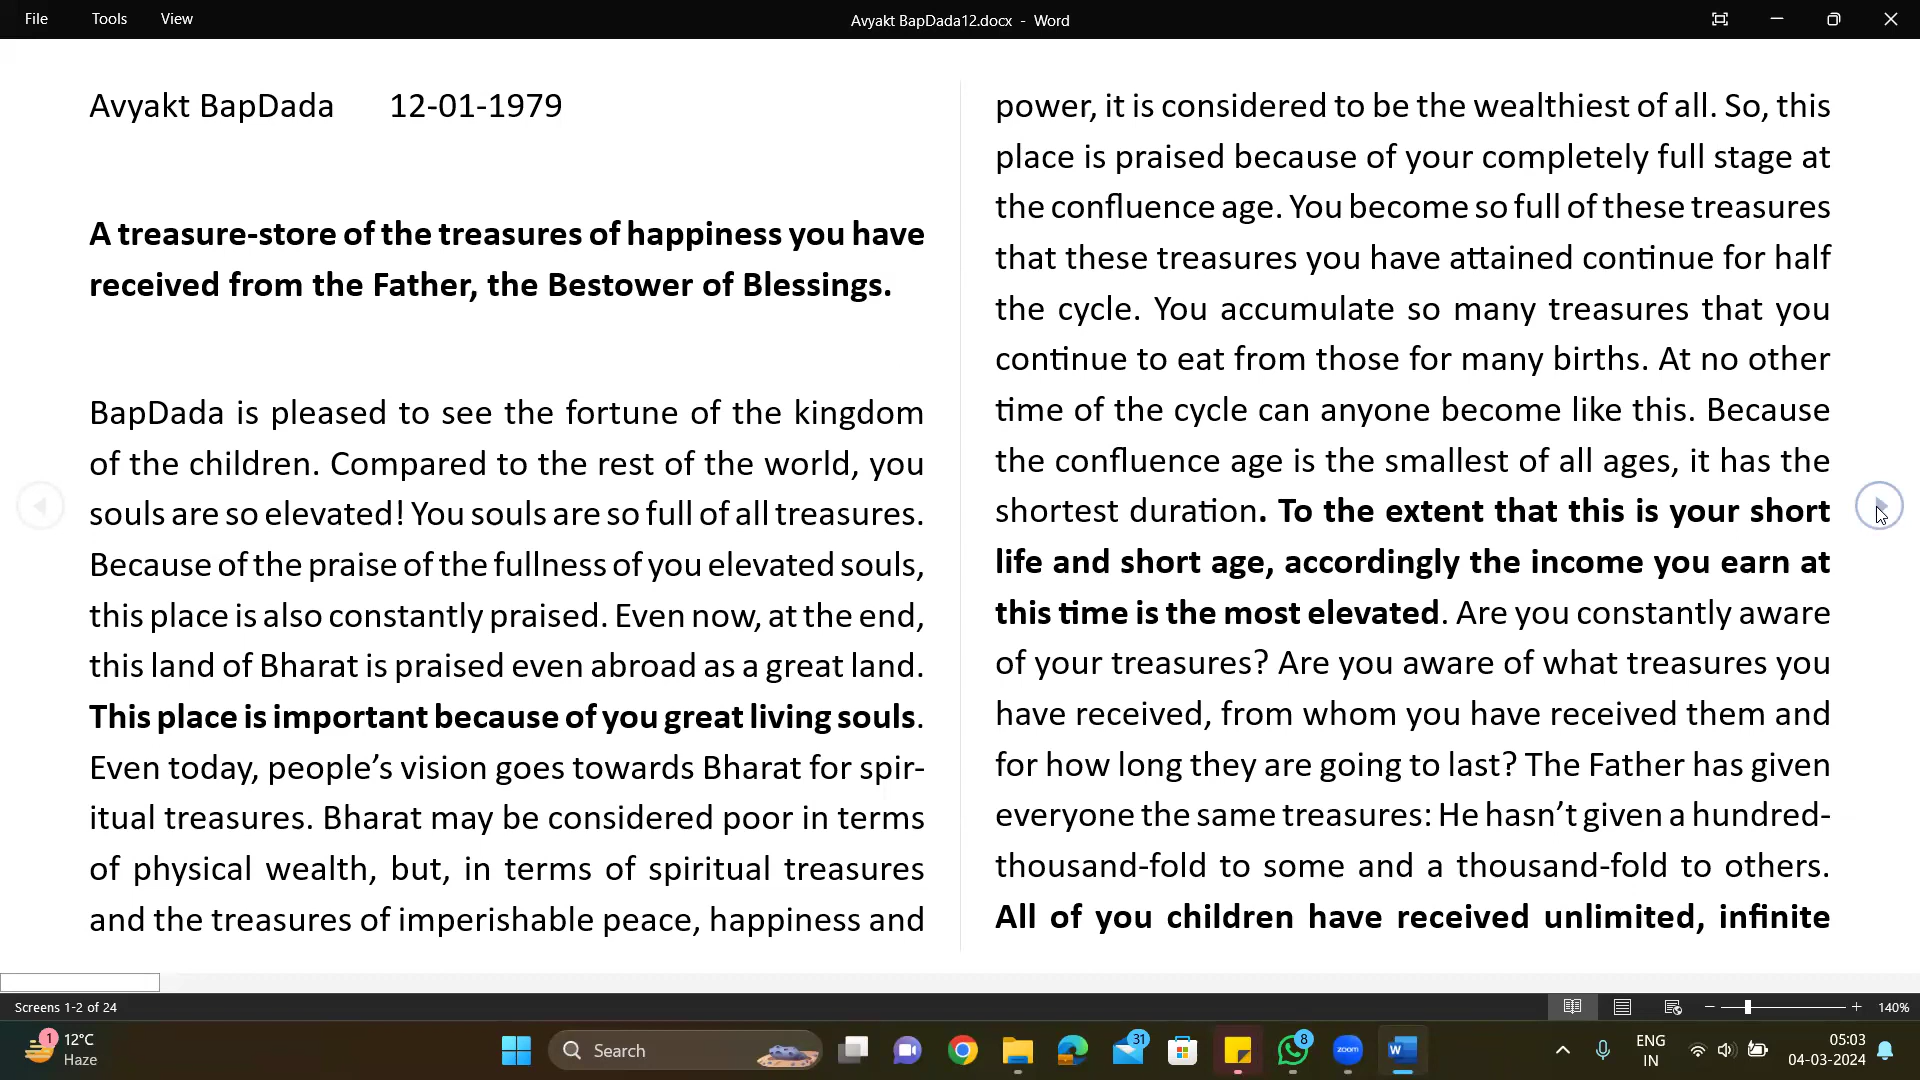 File Tools View
Avyakt BapDada12.docx - Word
Avyakt BapDada 12-01-1979
A treasure-store of the treasures of happiness you have
received from the Father, the Bestower of Blessings.
BapDada is pleased to see the fortune of the kingdom
of the children. Compared to the rest of the world, you
souls are so elevated! You souls are so full of all treasures.
Because of the praise of the fullness of you elevated souls,
this place is also constantly praised. Even now, at the end,
this land of Bharat is praised even abroad as a great land.
This place is important because of you great living souls.
Even today, people’s vision goes towards Bharat for spir-
itual treasures. Bharat may be considered poor in terms
of physical wealth, but, in terms of spiritual treasures
and the treasures of imperishable peace, happiness and
power, it is considered to be the wealthiest of all. So, this
place is praised because of your completely full stage at
the confluence age. You become so full of these treasures
that these treasures you have attained continue for half
the cycle. You accumulate so many treasures that you
continue to eat from those for many births. At no other
time of the cycle can anyone become like this. Because
the confluence age is the smallest of all ages, it has the
shortest duration. To the extent that this is your short
life and short age, accordingly the income you earn at
this time is the most elevated. Are you constantly aware
of your treasures? Are you aware of what treasures you
have received, from whom you have received them and
for how long they are going to last? The Father has given
everyone the same treasures: He hasn’t given a hundred-
thousand-fold to some and a thousand-fold to others.
All of you children have received unlimited, infinite
Screens 1-2 of 24
140%
1
12°C
Haze
Search
31
8
zoom
W
ENG
IN
05:03
04-03-2024